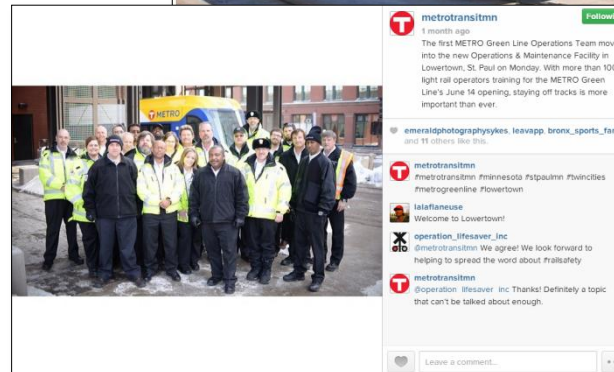 metrotransitmn
1 month ago
The first METRO Green Line Operations Team
into the new Operations & Maintenance Facility in
Lowertown, St. Paul on Monday. With more than
light rail operators training for the METRO Green
Line's June 14 opening, staying off tracks is more
important than ever.
emeraldphotographysykes, leavapp,
and 11 others like this.
metrotransitmn
#metrotransitmn #minnesota #stpaulmn #twincities
#metrogreenline #lowertown
lalaflaneuse
Welcome to Lowertown!
operation_lifesaver_inc
@metrotransitmn We agree! We look forward to
helping to spread the word about #railsafety
metrotransitmn
@operation_lifesaver_inc Thanks! Definitely a topic
that can't be talked about enough.
Leave a comment...
METRO